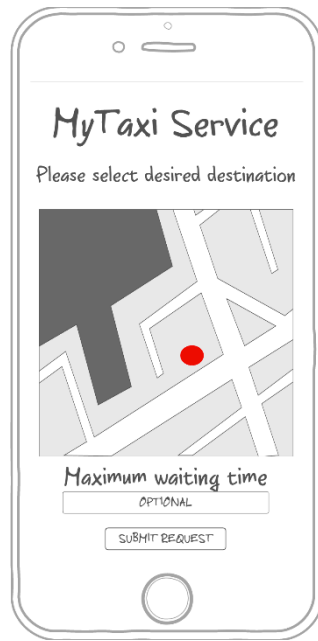 MyTaxi Service
Please select desired destination
Maximum waiting time
OPTIONAL
SUBMIT REQUEST